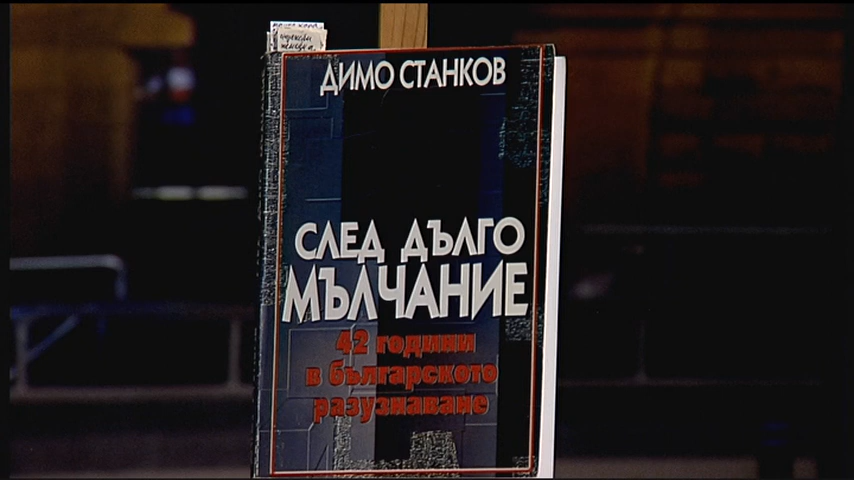 ДИМО СТАНКОВ
СЛЕД ДЪЛГО
МЪЛЧАНИЕ
42 години
в българското
разузнаване